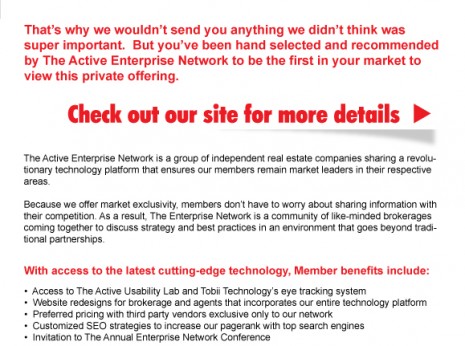 That's why we wouldn't send you anything we didn't think was
super important.  But you've been hand selected and recommended
by The Active Enterprise Network to be the first in your market to
view this private offering.
Check out our site for more details
The Active Enterprise Network is a group of independent real estate companies sharing a revolu-
tionary technology platform that ensures our members remain market leaders in their respective
areas.
Because we offer market exclusivity, members don't have to worry about sharing information with
their competition. As a result, The Enterprise Network is a community of like-minded brokerages
coming together to discuss strategy and best practices in an environment that goes beyond tradi-
tional partnerships.
With access to the latest cutting-edge technology, Member benefits include:
• Access to The Active Usability Lab and Tobii Technology's eye tracking system
• Website redesigns for brokerage and agents that incorporates our entire technology platform
• Preferred pricing with third party vendors exclusive only to our network
• Customized SEO strategies to increase our pagerank with top search engines
• Invitation to The Annual Enterprise Network Conference